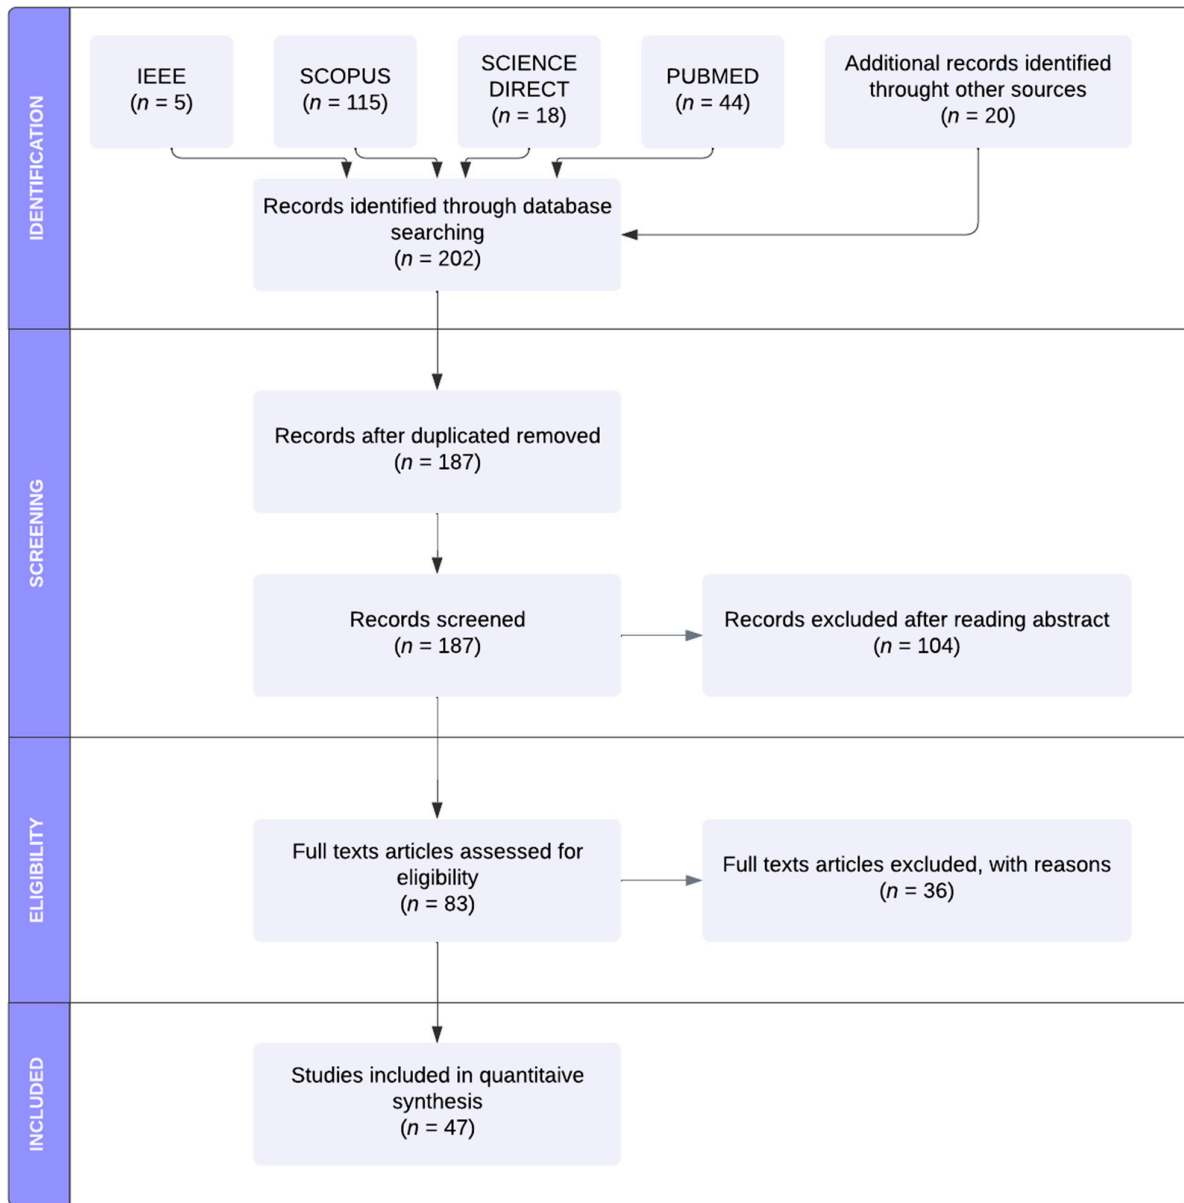 IDENTIFICATION
IEEE
(n = 5)
SCOPUS
(n = 115)
SCIENCE
DIRECT
(n = 18)
PUBMED
(n = 44)
Additional records identified
throught other sources
(n = 20)
Records identified through database
searching
(n = 202)
SCREENING
Records after duplicated removed
(n = 187)
Records screened
(n = 187)
Records excluded after reading abstract
(n = 104)
ELIGIBILITY
Full texts articles assessed for
eligibility
(n = 83)
Full texts articles excluded, with reasons
(n = 36)
INCLUDED
Studies included in quantitaive
synthesis
(n = 47)